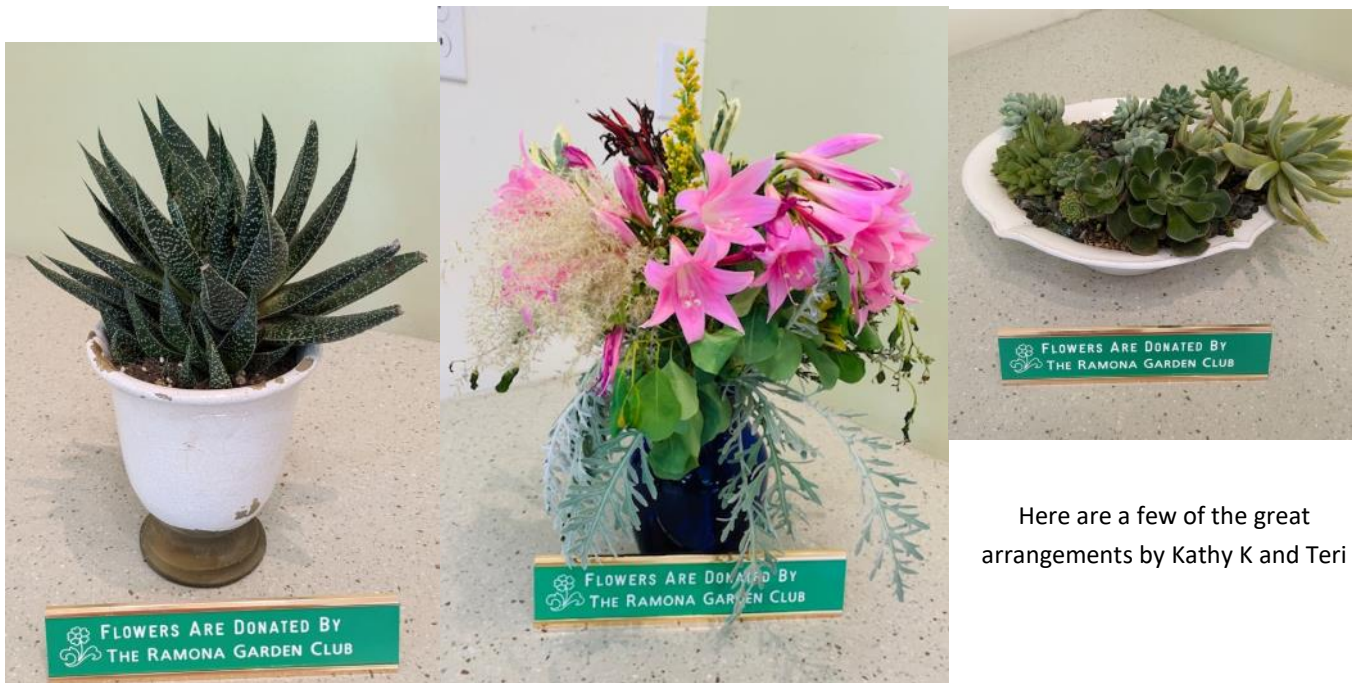 FLOWERS ARE DONATED BY
THE RAMONA GARDEN CLUB
FLOWERS ARE DONATED BY
THE RAMONA GARDEN CLUB
FLOWERS ARE DONATED BY
THE RAMONA GARDEN CLUB
Here are a few of the great
arrangements by Kathy K and Teri